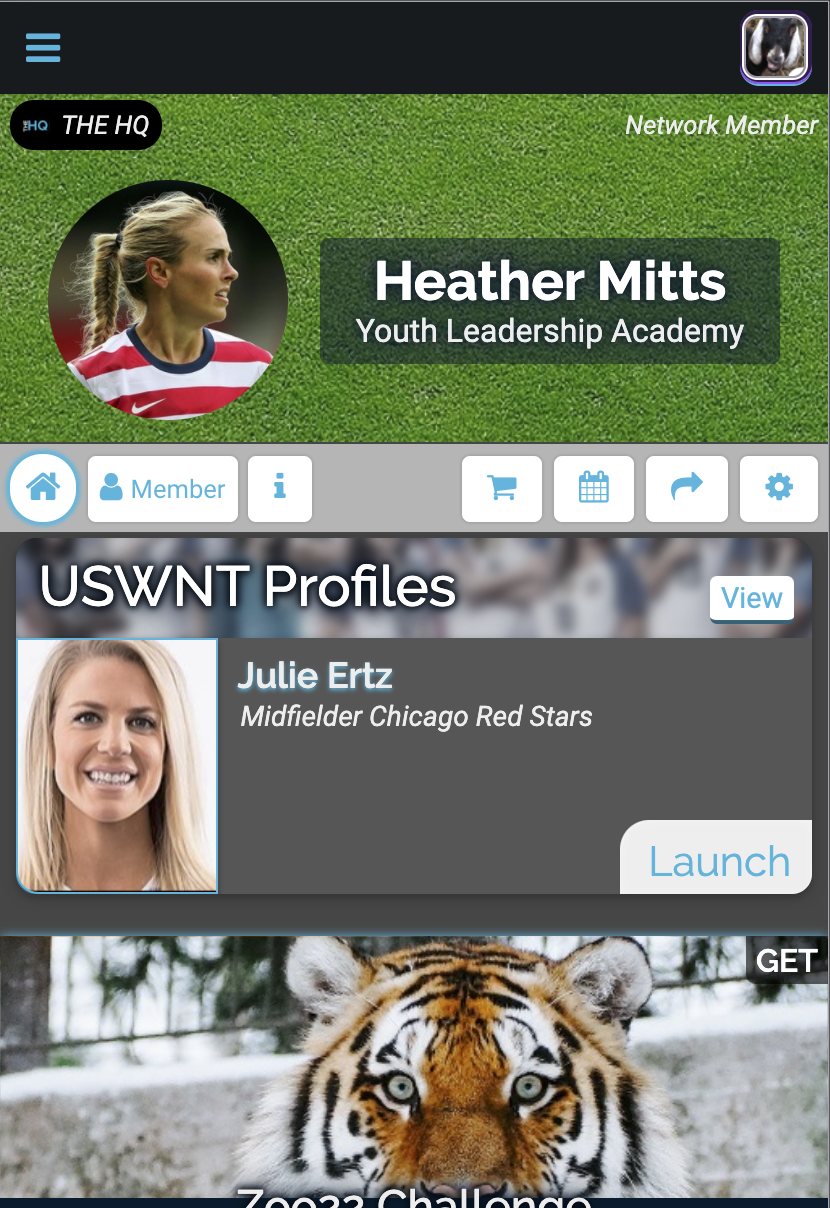 HQ THE HQ
Network Member
Heather Mitts
Youth Leadership Academy
Member
USWNT Profiles
View
Julie Ertz
Midfielder Chicago Red Stars
Launch
GET
Zoo22 Challenge